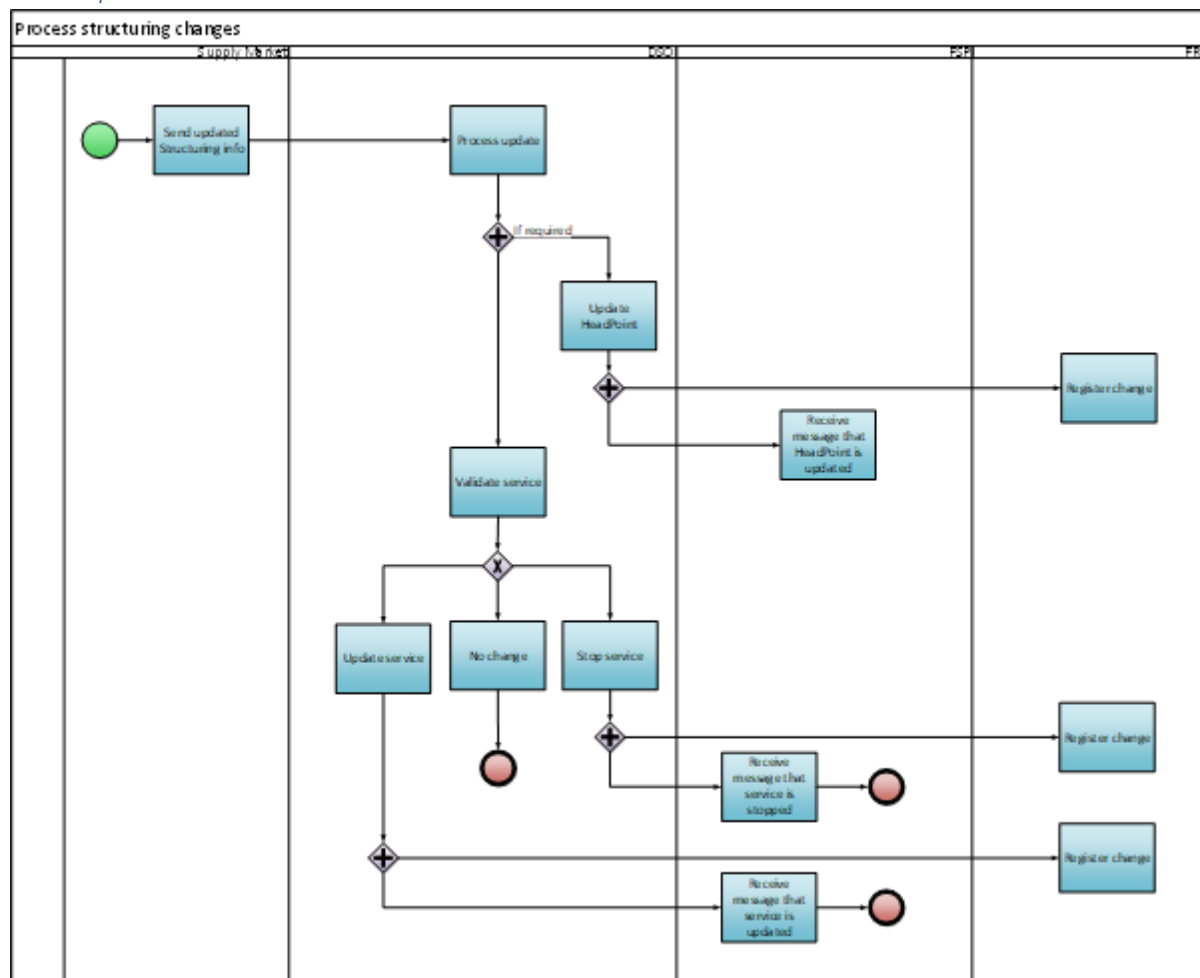 Process structuring changes
Supply Market
DSO
FSP
Send updated
Structuring info
Process update
If required
Update
HeadPoint
Register change
Receive
message that
HeadPoint is
updated
Validate service
X
Update service
No change
Stop service
Register change
Receive
message that
service is
stopped
Register change
Receive
message that
service is
updated